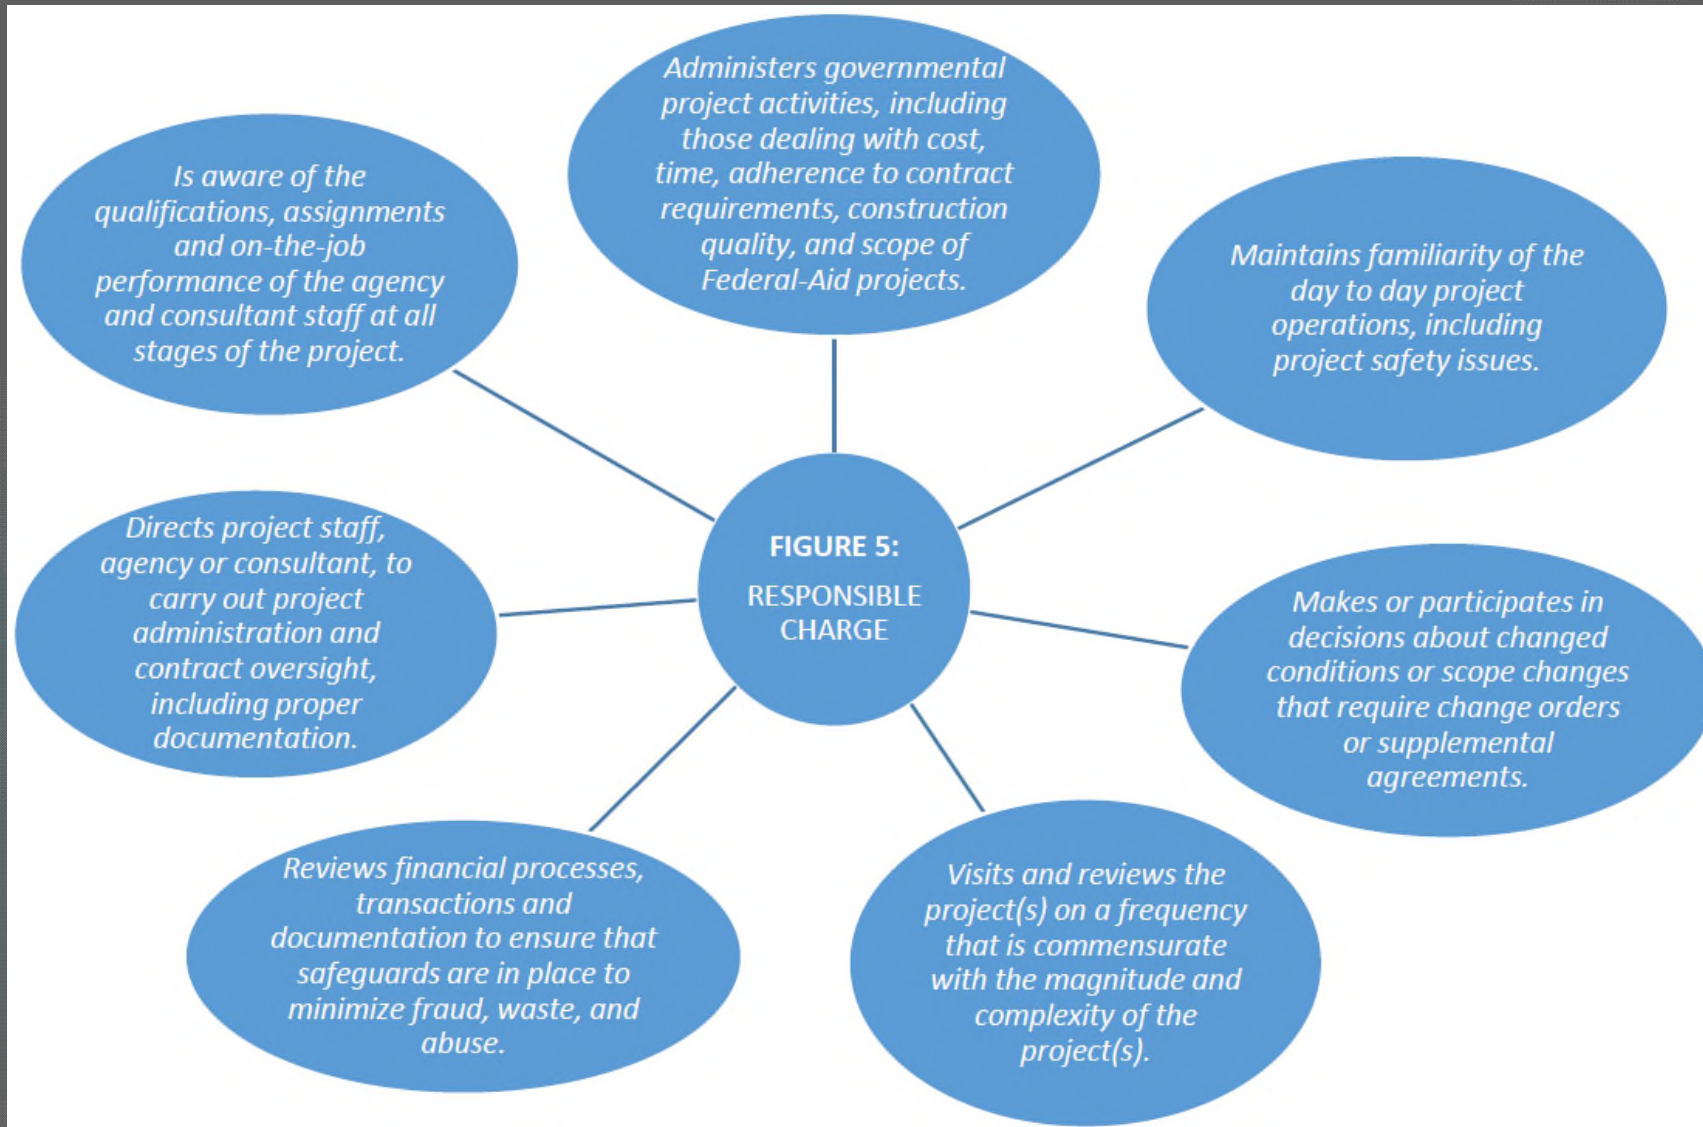 Administers governmental
project activities, including
those dealing with cost,
time, adherence to contract
requirements, construction
quality, and scope of
Federal-Aid projects.
Is aware of the
qualifications, assignments
and on-the-job
performance of the agency
and consultant staff at all
stages of the project.
Maintains familiarity of the
day to day project
operations, including
project safety issues.
FIGURE 5:
RESPONSIBLE
CHARGE
Directs project staff,
agency or consultant, to
carry out project
administration and
contract oversight,
including proper
documentation.
Makes or participates in
decisions about changed
conditions or scope changes
that require change orders
or supplemental
agreements.
Reviews financial processes,
transactions and
documentation to ensure that
safeguards are in place to
minimize fraud, waste, and
abuse.
Visits and reviews the
project(s) on a frequency
that is commensurate
with the magnitude and
complexity of the
project(s).